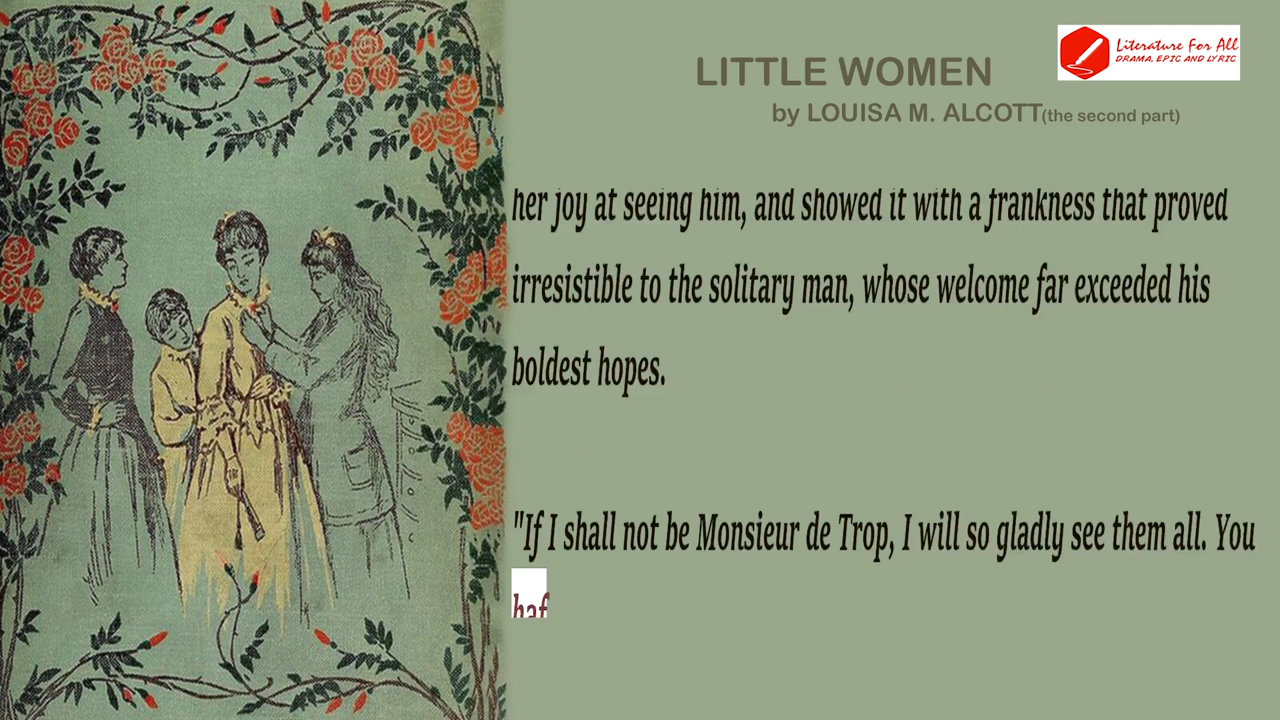 LITTLE WOMEN
Literature For All
DRAMA, EPIC AND LYRIC
by LOUISA M. ALCOTT(the second part)
her joy at seeing him, and showed it with a frankness that proved
irresistible to the solitary man, whose welcome far exceeded his
boldest hopes.
"If I shall not be Monsieur de Trop, I will so gladly see them all. You
haf